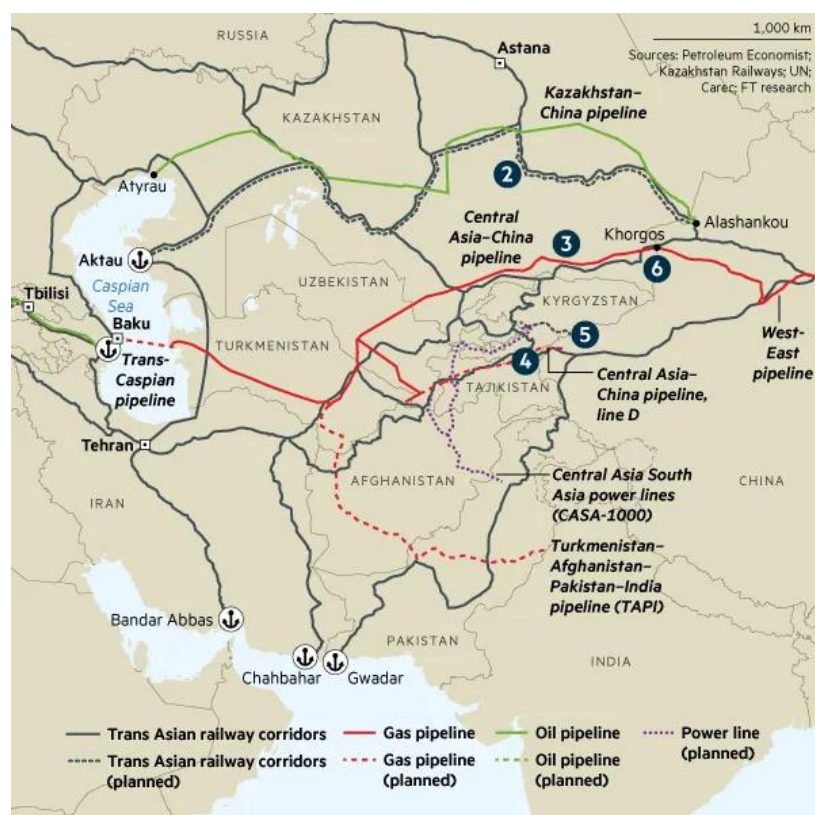 1,000 km
RUSSIA
Astana
Sources: Petroleum Economist;
Kazakhstan Railways; UN;
Carec; FT research
Kazakhstan–
China pipeline
KAZAKHSTAN
2
Atyrau
Central
Asia–China
pipeline
3
Khorgos
Alashankou
6
Aktau
Caspian
Sea
UZBEKISTAN
KYRGYZSTAN
Tbilisi
Baku
Trans-
Caspian
pipeline
TURKMENISTAN
5
4
TAJIKISTAN
West-
East
pipeline
Central Asia–
China pipeline,
line D
Tehran
IRAN
AFGHANISTAN
Central Asia South
Asia power lines
(CASA-1000)
CHINA
Turkmenistan–
Afghanistan–
Pakistan–India
pipeline (TAPI)
Bandar Abbas
PAKISTAN
INDIA
Chahbahar
Gwadar
Trans Asian railway corridors
Trans Asian railway corridors
(planned)
Gas pipeline
Gas pipeline
(planned)
Oil pipeline
Oil pipeline
(planned)
Power line
(planned)